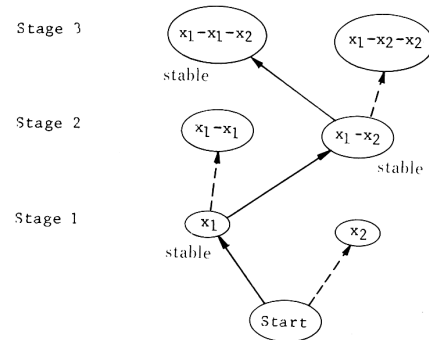 Stage 3
x₁-x₁-x₂
x₁-x₂-x₂
stable
Stage 2
x₁-x₁
x₁-x₂
stable
Stage 1
x₁
x₂
stable
Start